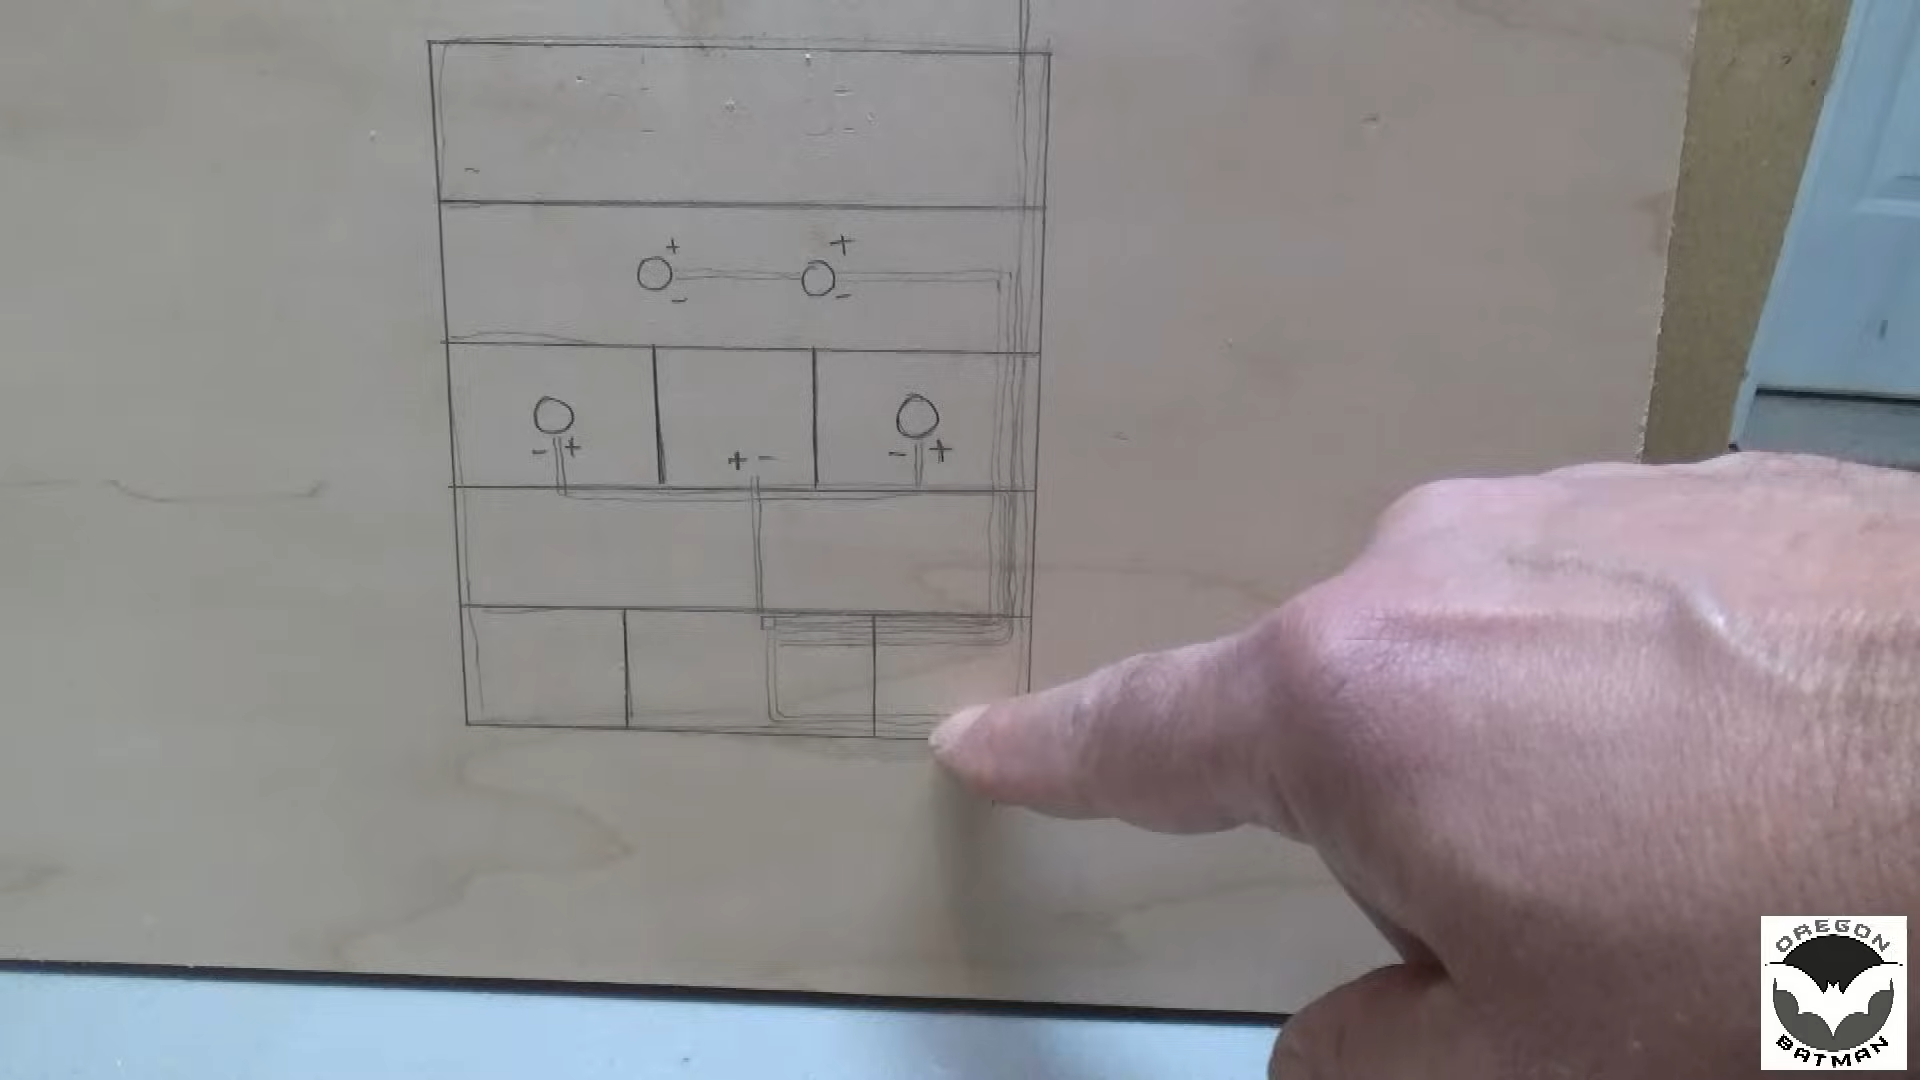 + +
- -
- + + - - +
OREGON
BATMAN